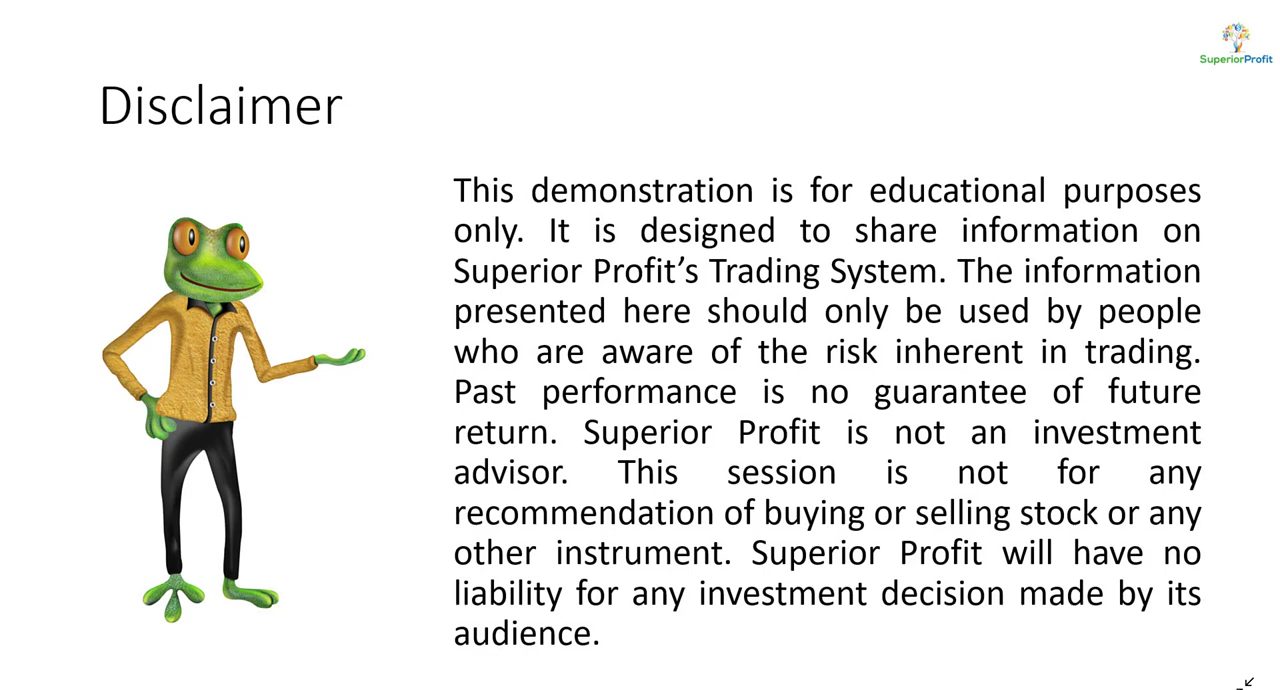 SuperiorProfit
Disclaimer
This demonstration is for educational purposes
only. It is designed to share information on
Superior Profit’s Trading System. The information
presented here should only be used by people
who are aware of the risk inherent in trading.
Past performance is no guarantee of future
return. Superior Profit is not an investment
advisor. This session is not for any
recommendation of buying or selling stock or any
other instrument. Superior Profit will have no
liability for any investment decision made by its
audience.